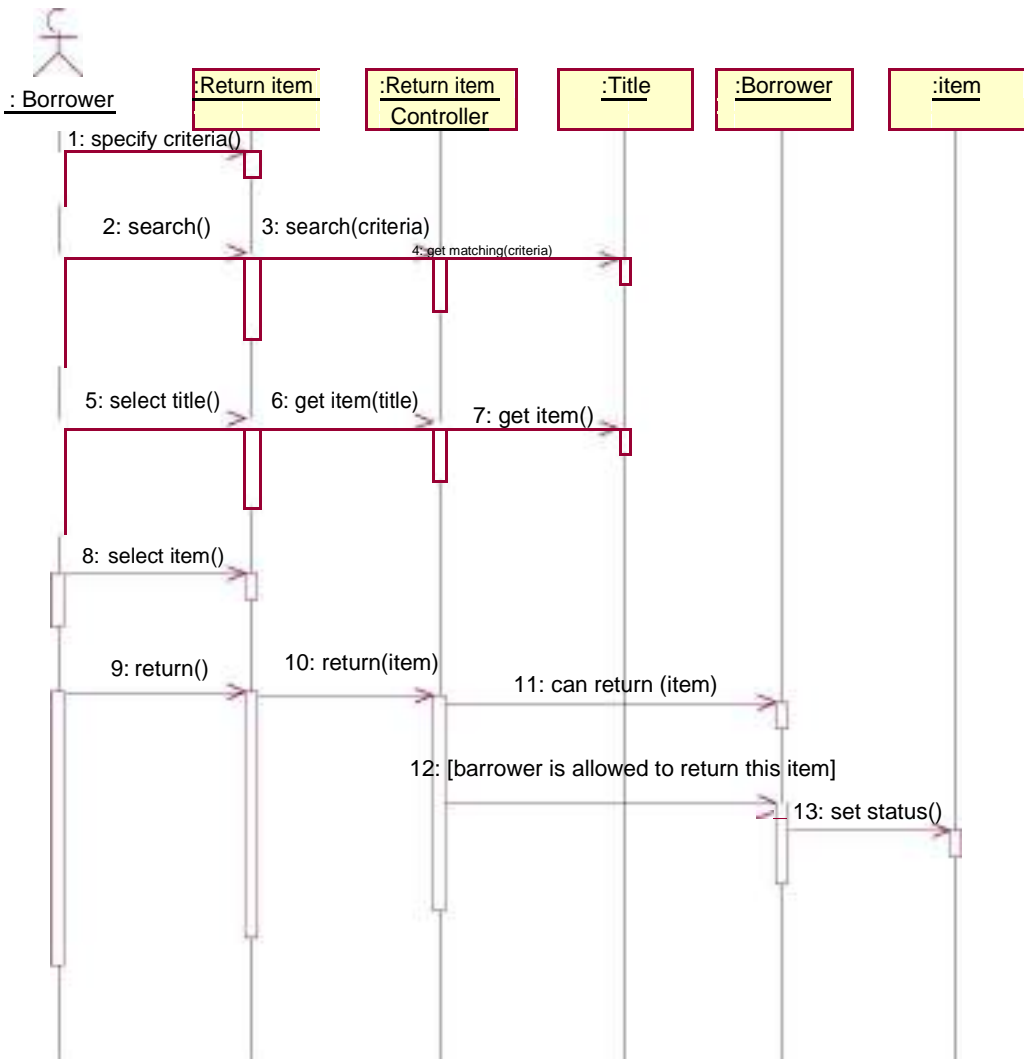 : Borrower
:Return item
:Return item
Controller
:Title
:Borrower
:item
1: specify criteria()
2: search()
3: search(criteria)
4: get matching(criteria)
5: select title()
6: get item(title)
7: get item()
8: select item()
9: return()
10: return(item)
11: can return (item)
12: [barrower is allowed to return this item]
13: set status()